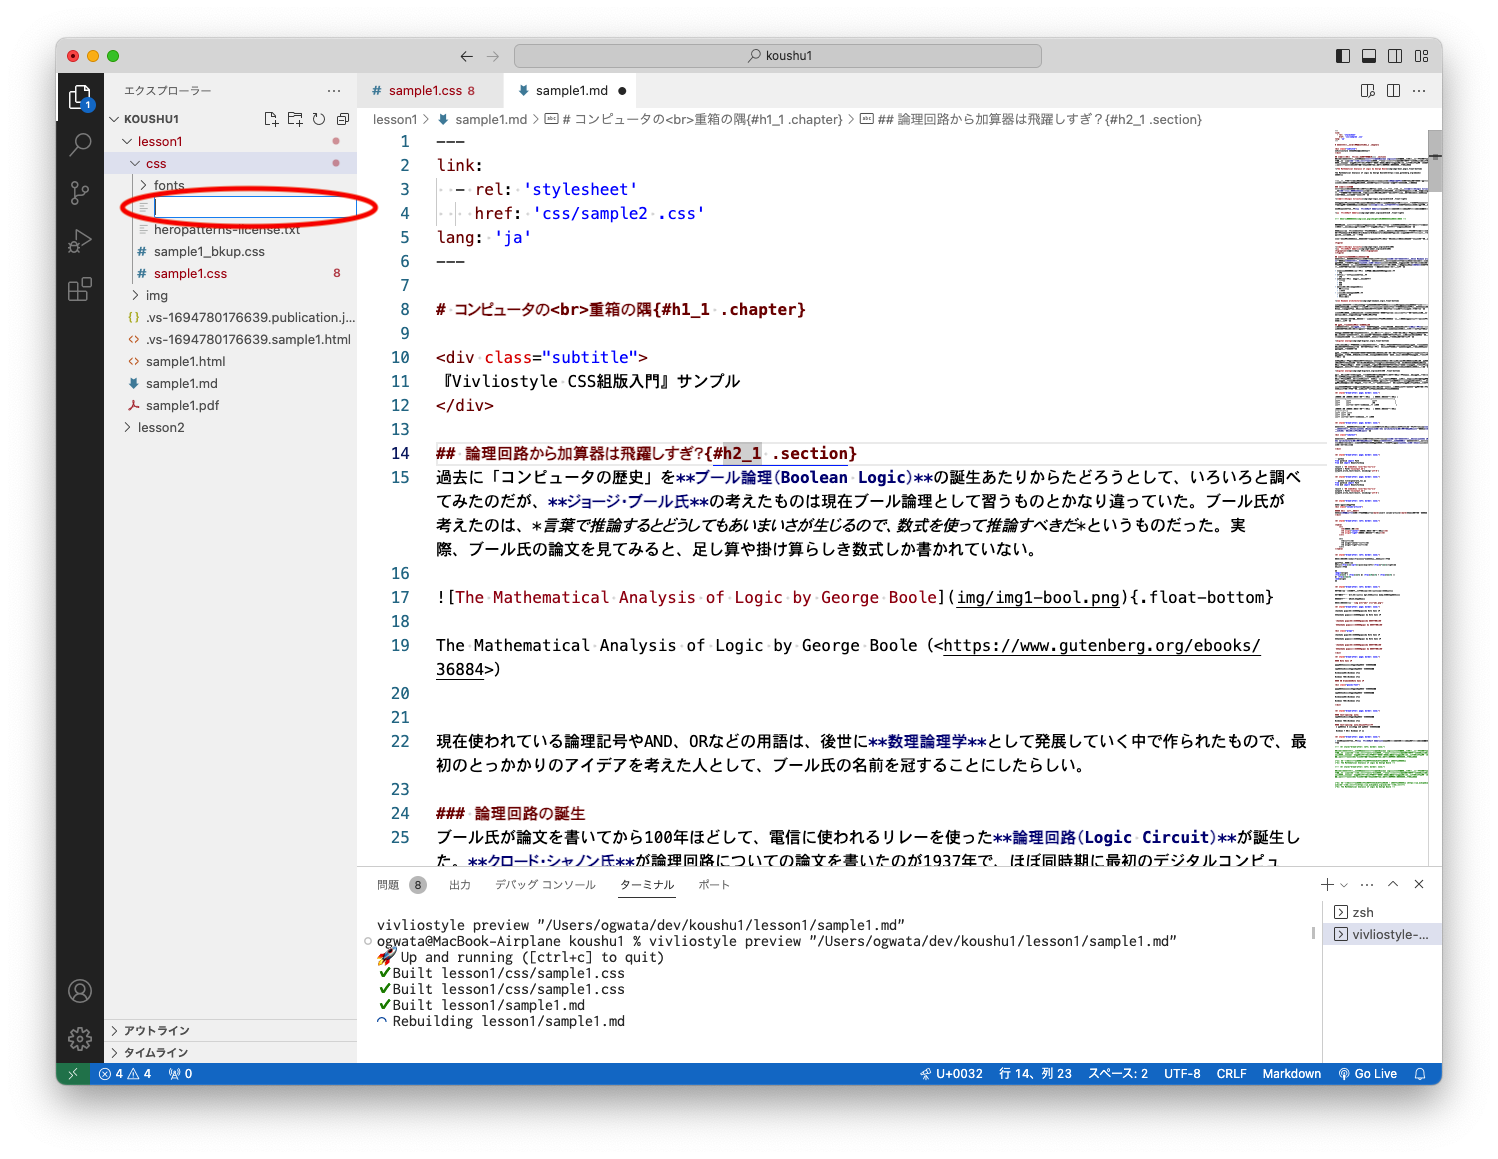 koushu1
エクスプローラー
KOUSHU1
lesson1
css
fonts
heropatterns-license.txt
# sample1_bkup.css
# sample1.css 8
img
{} .vs-1694780176639.publication.j...
<> .vs-1694780176639.sample1.html
<> sample1.html
sample1.md
sample1.pdf
lesson2
アウトライン
タイムライン
1
# sample1.css 8
sample1.md
lesson1 > sample1.md > # コンピュータの<br>重箱の隅{#h1_1 .chapter} > ## 論理回路から加算器は飛躍しすぎ？{#h2_1 .section}
1 ---
2 link:
3 - rel: 'stylesheet'
4 href: 'css/sample2 .css'
5 lang: 'ja'
6 ---
7
8 # コンピュータの<br>重箱の隅{#h1_1 .chapter}
9
10 <div class="subtitle">
11 『Vivliostyle CSS組版入門』サンプル
12 </div>
13
14 ## 論理回路から加算器は飛躍しすぎ？{#h2_1 .section}
15 過去に「コンピュータの歴史」を**ブール論理（Boolean Logic）**の誕生あたりからたどろうとして、いろいろと調べ
てみたのだが、**ジョージ・ブール氏**の考えたものは現在ブール論理として習うものとかなり違っていた。ブール氏が
考えたのは、*言葉で推論するとどうしてもあいまいさが生じるので、数式を使って推論すべきだ*というものだった。実
際、ブール氏の論文を見てみると、足し算や掛け算らしき数式しか書かれていない。
16
17 ![The Mathematical Analysis of Logic by George Boole](img/img1-bool.png){.float-bottom}
18
19 The Mathematical Analysis of Logic by George Boole（<https://www.gutenberg.org/ebooks/
36884>）
20
21
22 現在使われている論理記号やAND、ORなどの用語は、後世に**数理論理学**として発展していく中で作られたもので、最
初のとっかかりのアイデアを考えた人として、ブール氏の名前を冠することにしたらしい。
23
24 ### 論理回路の誕生
25 ブール氏が論文を書いてから100年ほどして、電信に使われるリレーを使った**論理回路（Logic Circuit）**が誕生し
た。**クロード・シャノン氏**が論理回路についての論文を書いたのが1937年で、ほぼ同時期に最初のデジタルコンピュ
問題 8 出力 デバッグ コンソール ターミナル ポート
vivliostyle preview "/Users/ogwata/dev/koushu1/lesson1/sample1.md"
ogwata@MacBook-Airplane koushu1 % vivliostyle preview "/Users/ogwata/dev/koushu1/lesson1/sample1.md"
Up and running ([ctrl+c] to quit)
Built lesson1/css/sample1.css
Built lesson1/css/sample1.css
Built lesson1/sample1.md
Rebuilding lesson1/sample1.md
zsh
vivliostyle-...
4 4 0 U+0032 行 14、列 23 スペース: 2 UTF-8 CRLF Markdown Go Live